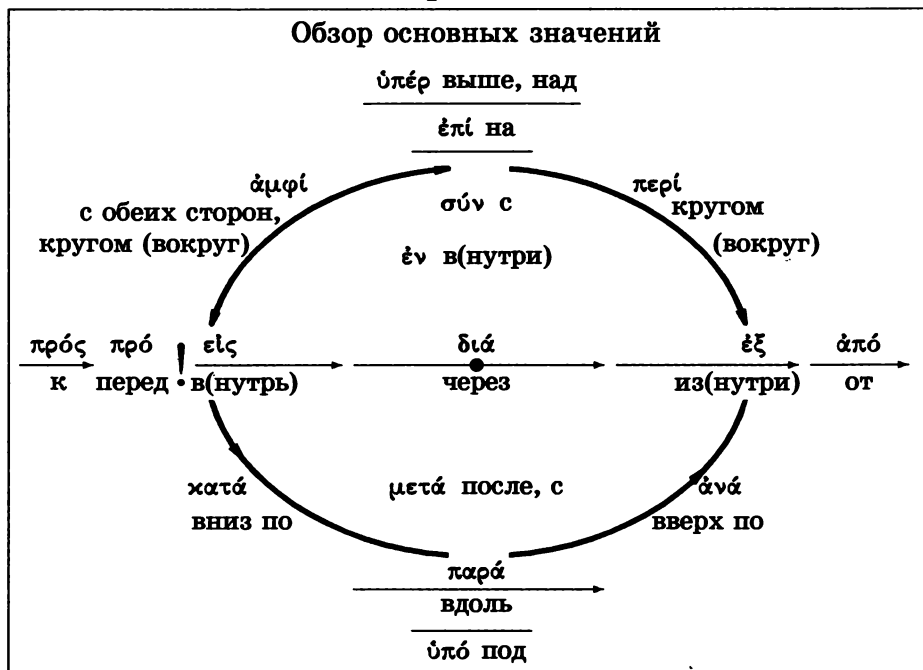 Обзор основных значений
ὑπέρ выше, над
ἐπί на
ἀμφί
с обеих сторон,
кругом (вокруг)
σύν с
ἐν в(нутри)
περί
кругом
(вокруг)
πρός πρό ! εἰς διά ἐξ ἀπό
к перед в(нутрь) через из(нутри) от
κατά
вниз по
μετά после, с
ἀνά
вверх по
παρά
вдоль
ὑπό под